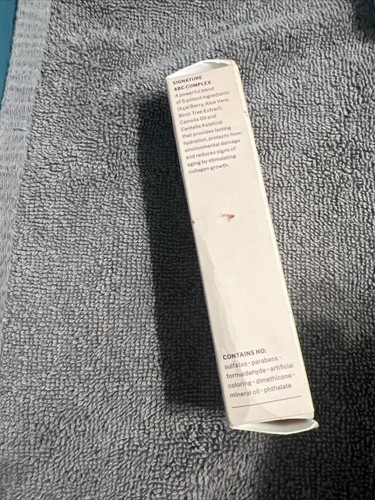 SIGNATURE
ABC COMPLEX
A powerful blend
of 5 potent ingredients
(Açaí Berry, Aloe Vera,
Birch Tree Extract,
Camellia Oil and
Centella Asiatica)
that provides lasting
hydration, protects from
environmental damage
and reduces signs of
aging by stimulating
collagen growth.
CONTAINS NO:
sulfates • parabens •
formaldehyde • artificial
coloring • dimethicone •
mineral oil • phthalate